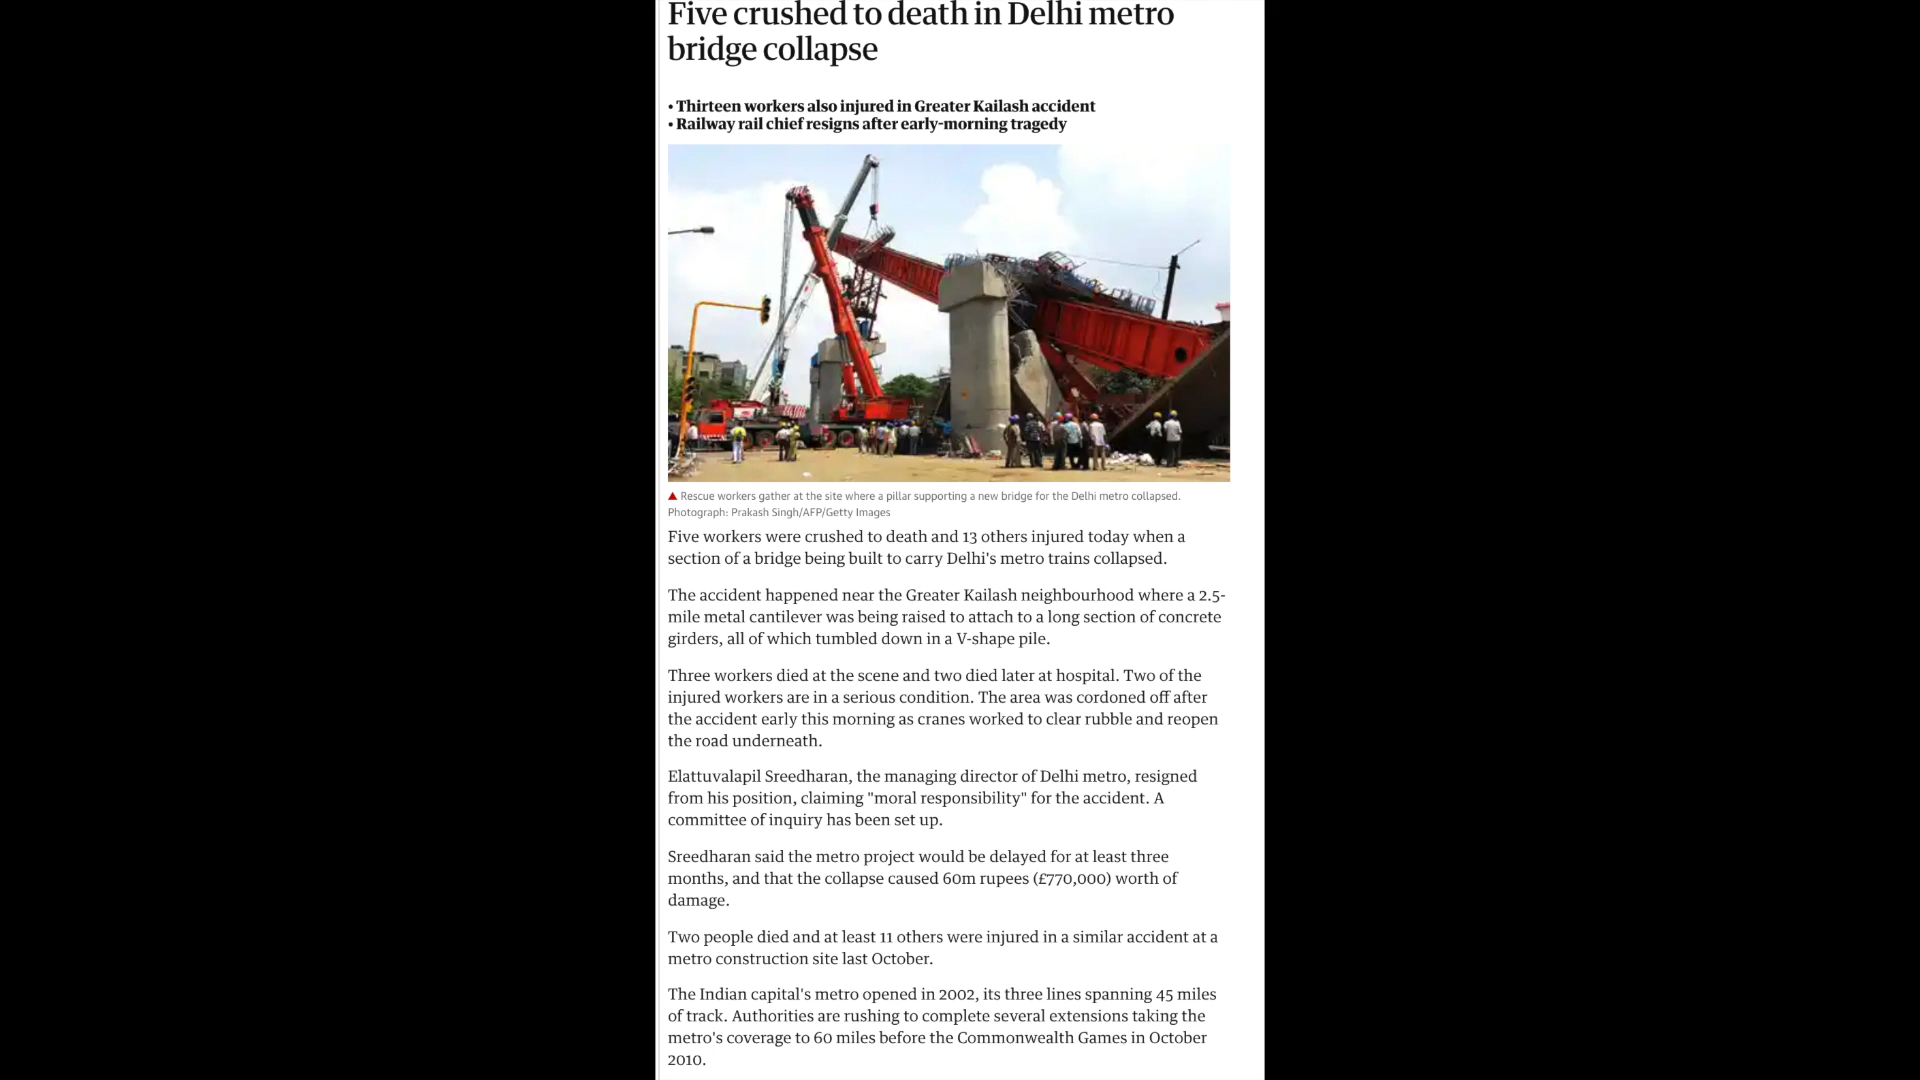 Five crushed to death in Delhi metro
bridge collapse
• Thirteen workers also injured in Greater Kailash accident
• Railway rail chief resigns after early-morning tragedy
▲ Rescue workers gather at the site where a pillar supporting a new bridge for the Delhi metro collapsed.
Photograph: Prakash Singh/AFP/Getty Images
Five workers were crushed to death and 13 others injured today when a
section of a bridge being built to carry Delhi's metro trains collapsed.
The accident happened near the Greater Kailash neighbourhood where a 2.5-
mile metal cantilever was being raised to attach to a long section of concrete
girders, all of which tumbled down in a V-shape pile.
Three workers died at the scene and two died later at hospital. Two of the
injured workers are in a serious condition. The area was cordoned off after
the accident early this morning as cranes worked to clear rubble and reopen
the road underneath.
Elattuvalapil Sreedharan, the managing director of Delhi metro, resigned
from his position, claiming "moral responsibility" for the accident. A
committee of inquiry has been set up.
Sreedharan said the metro project would be delayed for at least three
months, and that the collapse caused 60m rupees (£770,000) worth of
damage.
Two people died and at least 11 others were injured in a similar accident at a
metro construction site last October.
The Indian capital's metro opened in 2002, its three lines spanning 45 miles
of track. Authorities are rushing to complete several extensions taking the
metro's coverage to 60 miles before the Commonwealth Games in October
2010.